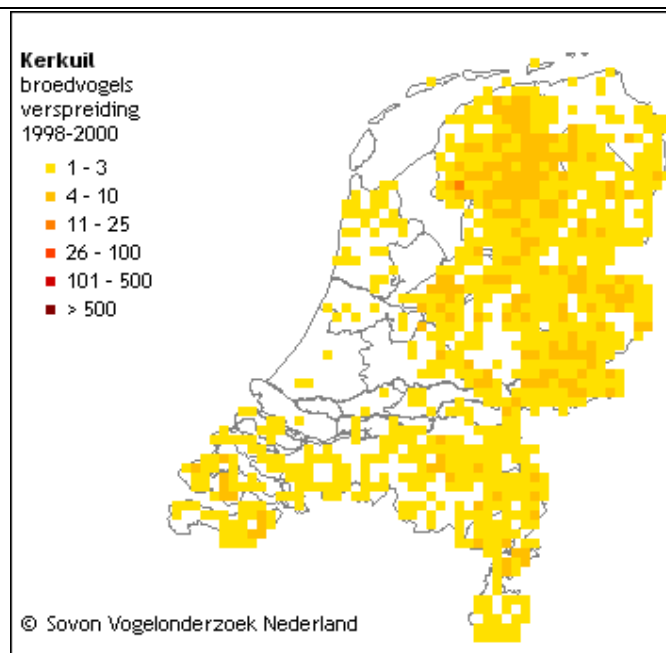 Kerkuil
broedvogels
verspreiding
1998-2000
1 - 3
4 - 10
11 - 25
26 - 100
101 - 500
> 500
© Sovon Vogelonderzoek Nederland